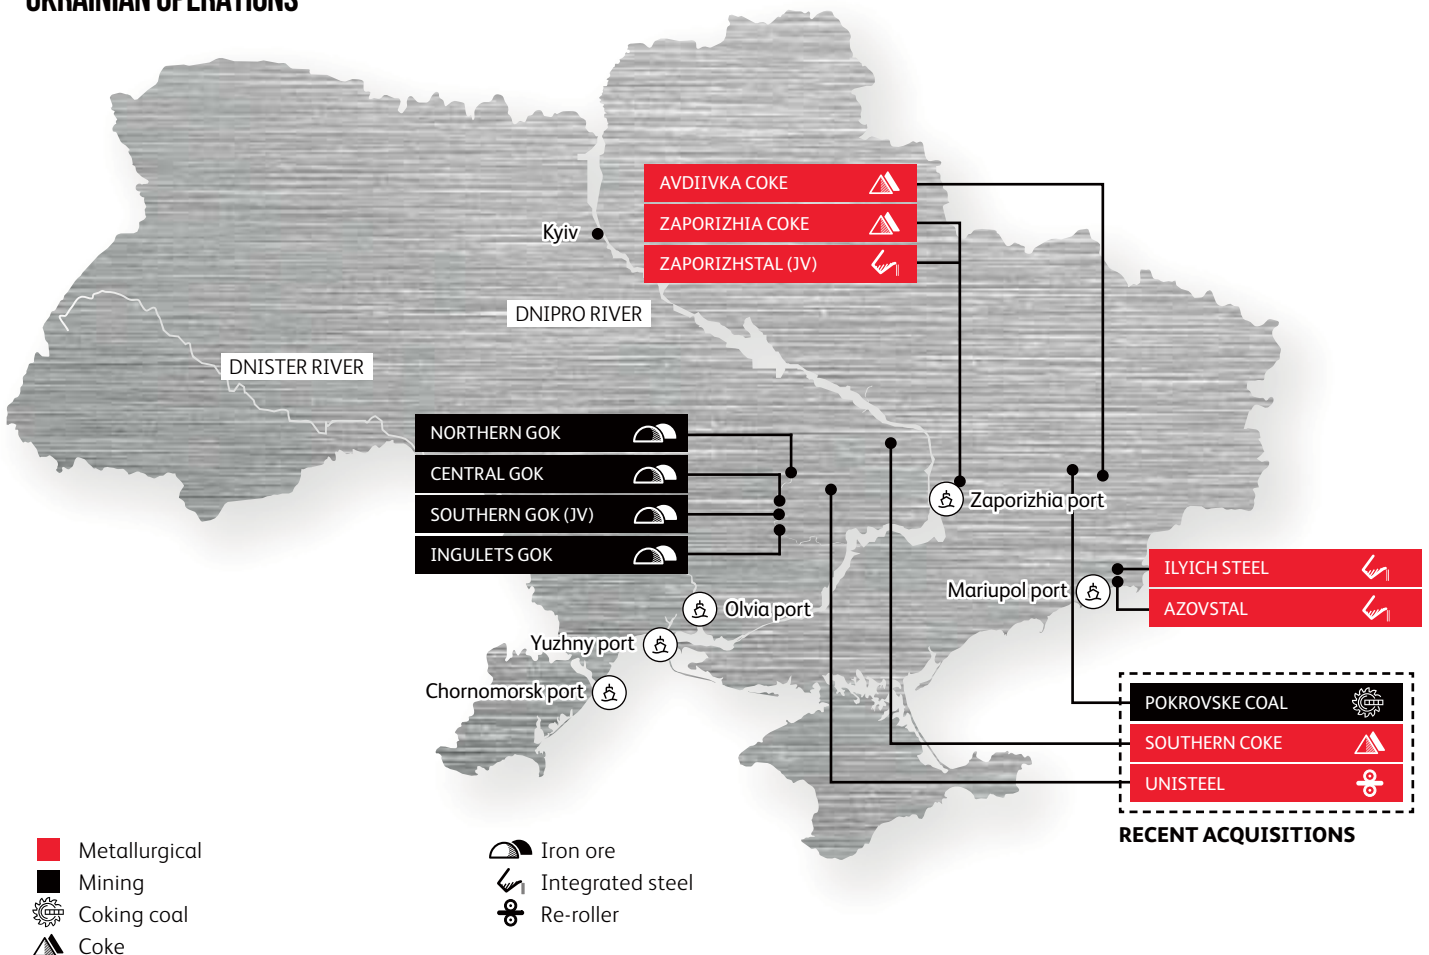 UKRAINIAN OPERATIONS
AVDIIVKA COKE
ZAPORIZHIA COKE
ZAPORIZHSTAL (JV)
Kyiv
DNIPRO RIVER
DNISTER RIVER
NORTHERN GOK
CENTRAL GOK
SOUTHERN GOK (JV)
INGULETS GOK
Zaporizhia port
Mariupol port
ILYICH STEEL
AZOVSTAL
Olvia port
Yuzhny port
Chornomorsk port
POKROVSKE COAL
SOUTHERN COKE
UNISTEEL
RECENT ACQUISITIONS
Metallurgical
Mining
Coking coal
Coke
Iron ore
Integrated steel
Re-roller